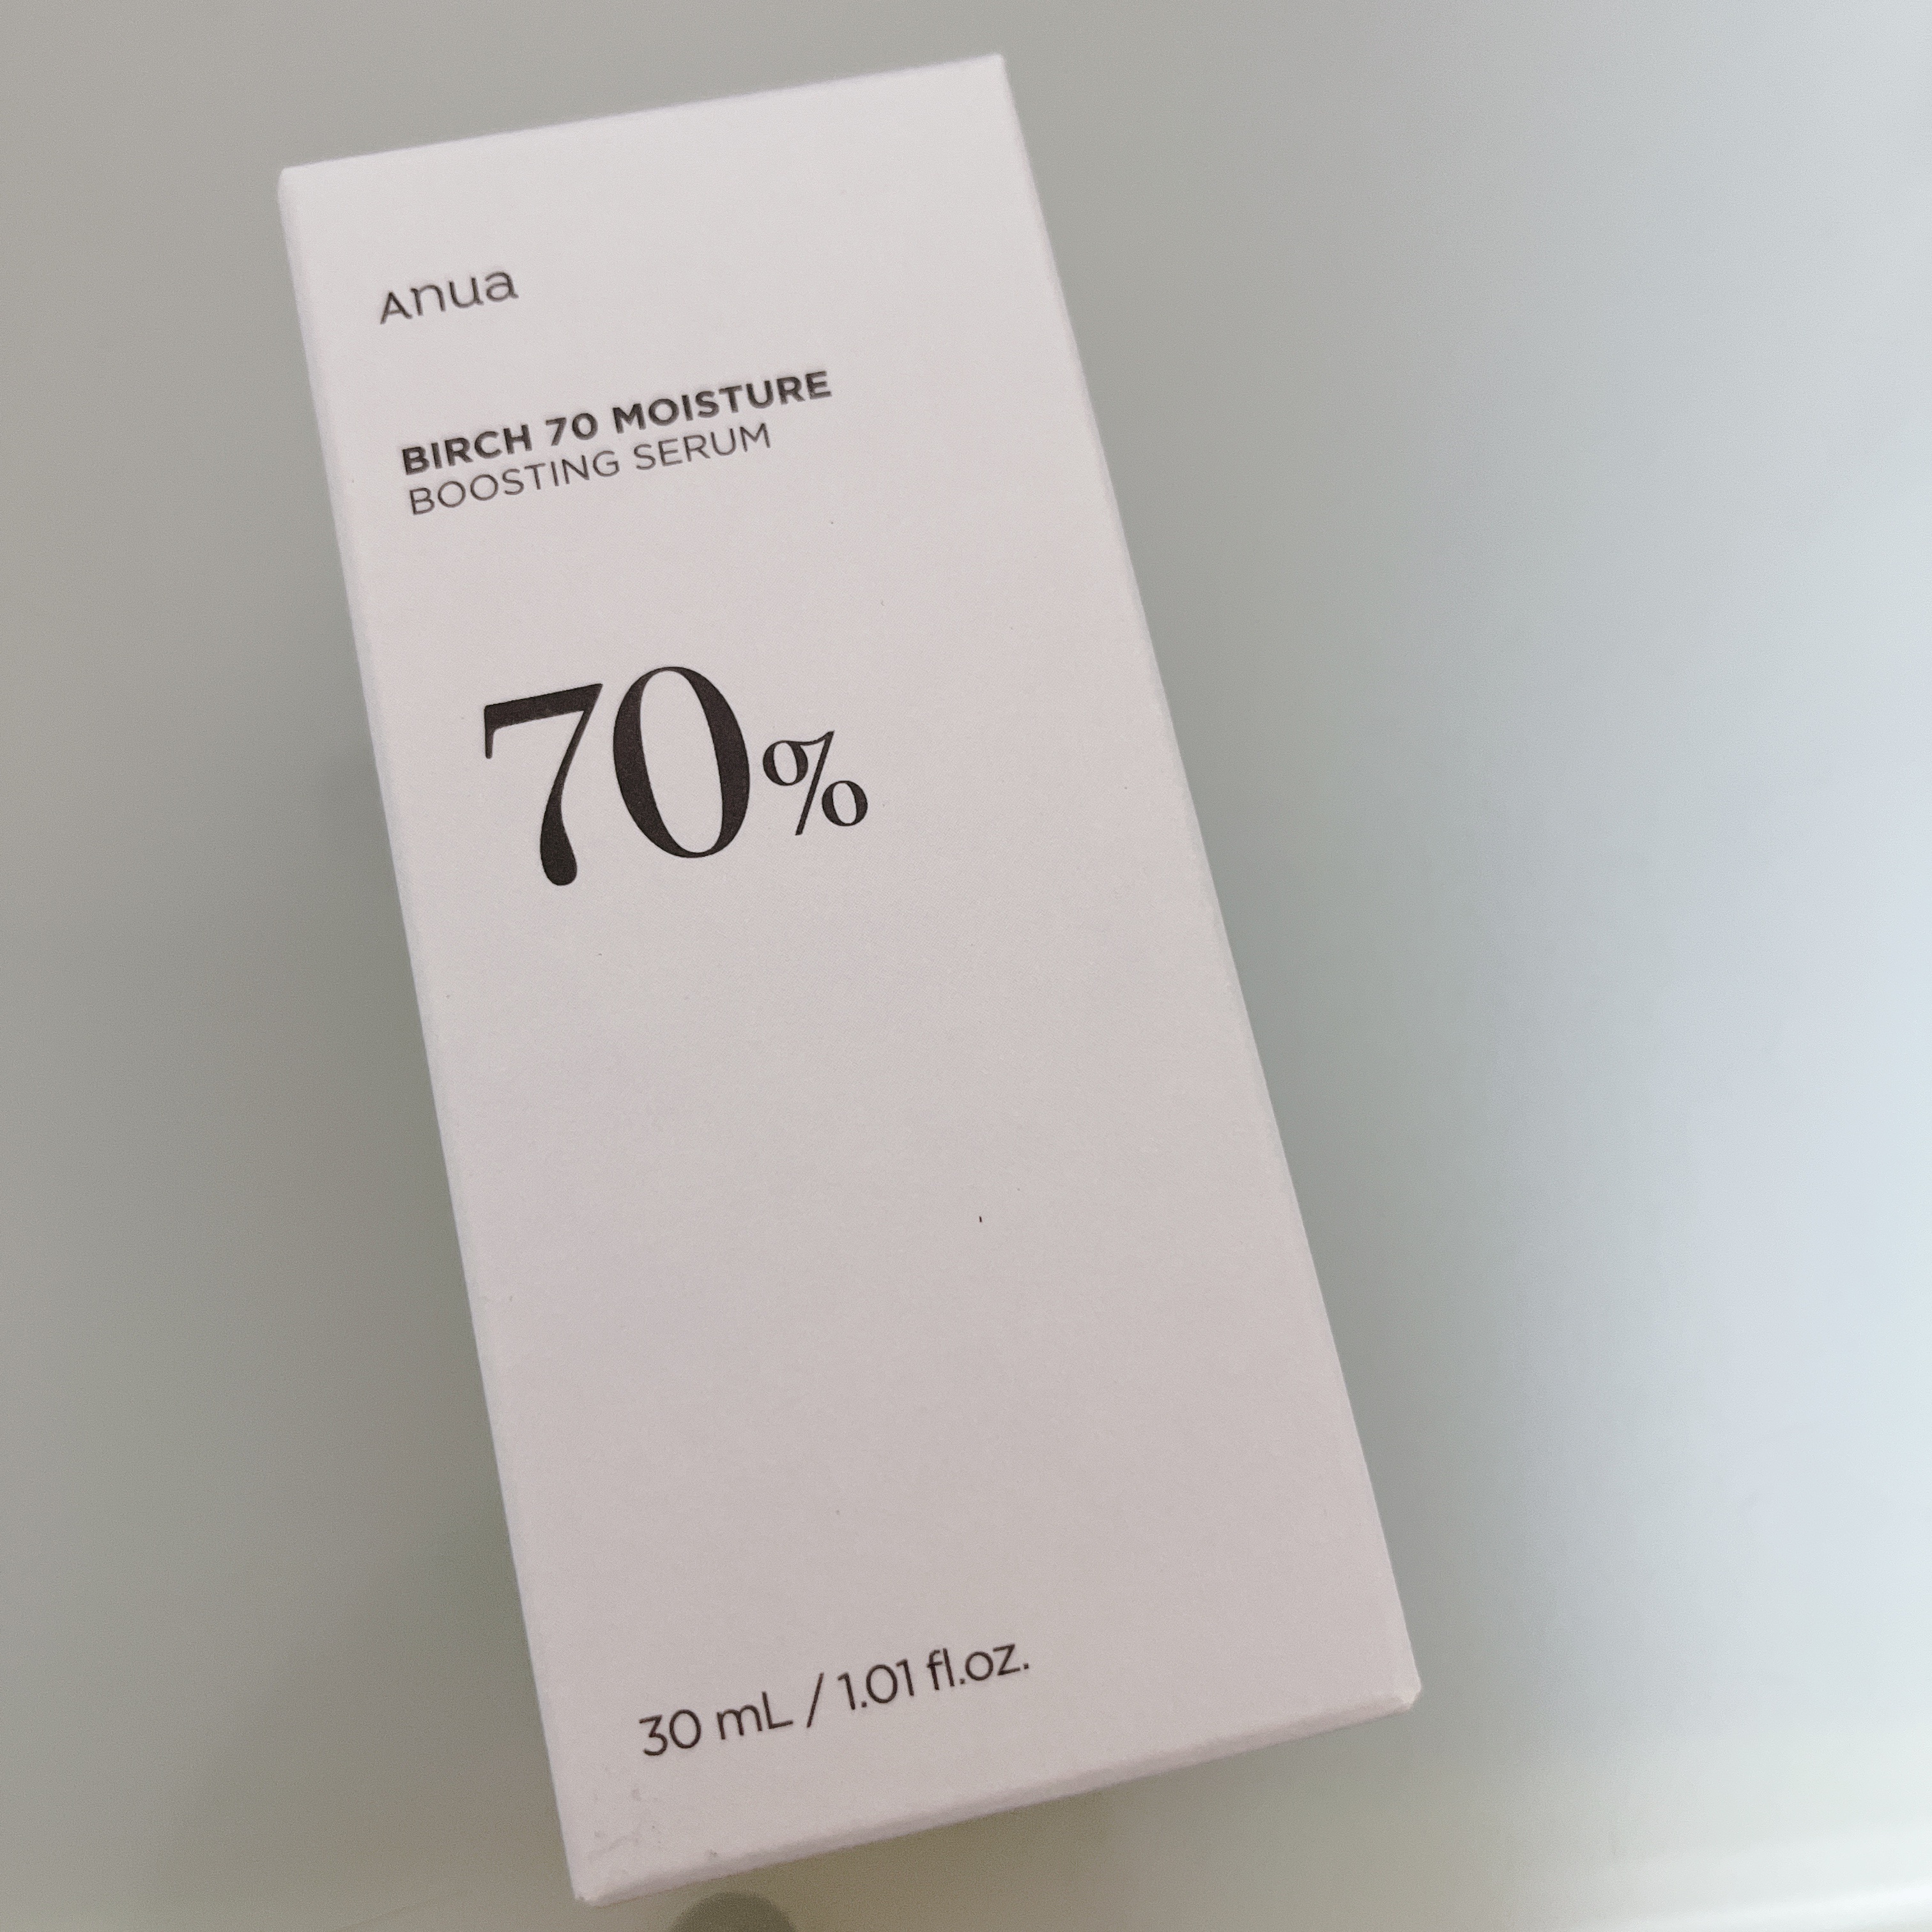 Anua
BIRCH 70 MOISTURE
BOOSTING SERUM
70%
30 mL / 1.01 fl.oz.